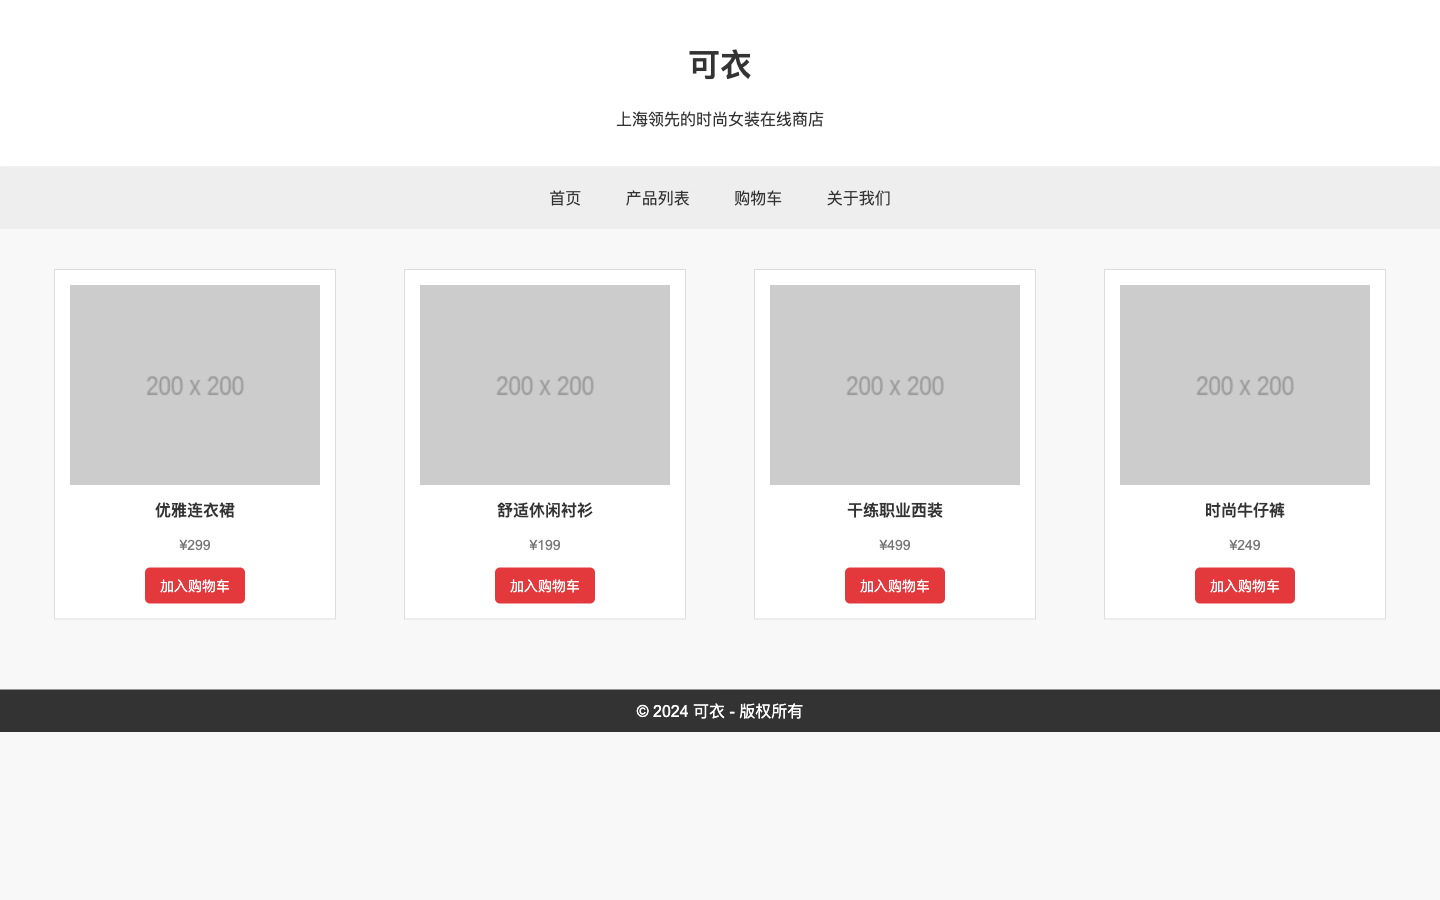 可衣
上海领先的时尚女装在线商店
首页 产品列表 购物车 关于我们
200 x 200 200 x 200 200 x 200 200 x 200
优雅连衣裙 舒适休闲衬衫 干练职业西装 时尚牛仔裤
¥299 ¥199 ¥499 ¥249
加入购物车 加入购物车 加入购物车 加入购物车
© 2024 可衣 - 版权所有